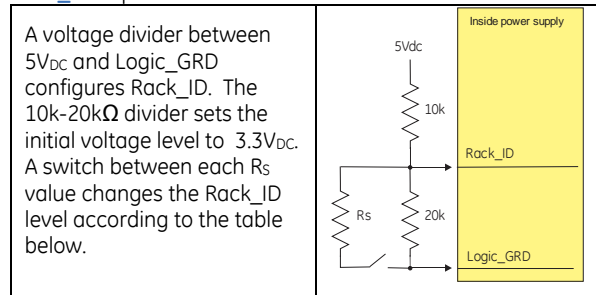 A voltage divider between
5VDC and Logic_GRD
configures Rack_ID. The
10k-20kΩ divider sets the
initial voltage level to 3.3VDC.
A switch between each Rs
value changes the Rack_ID
level according to the table
below.
Inside power supply
5Vdc
10k
Rack_ID
Rs
20k
Logic_GRD